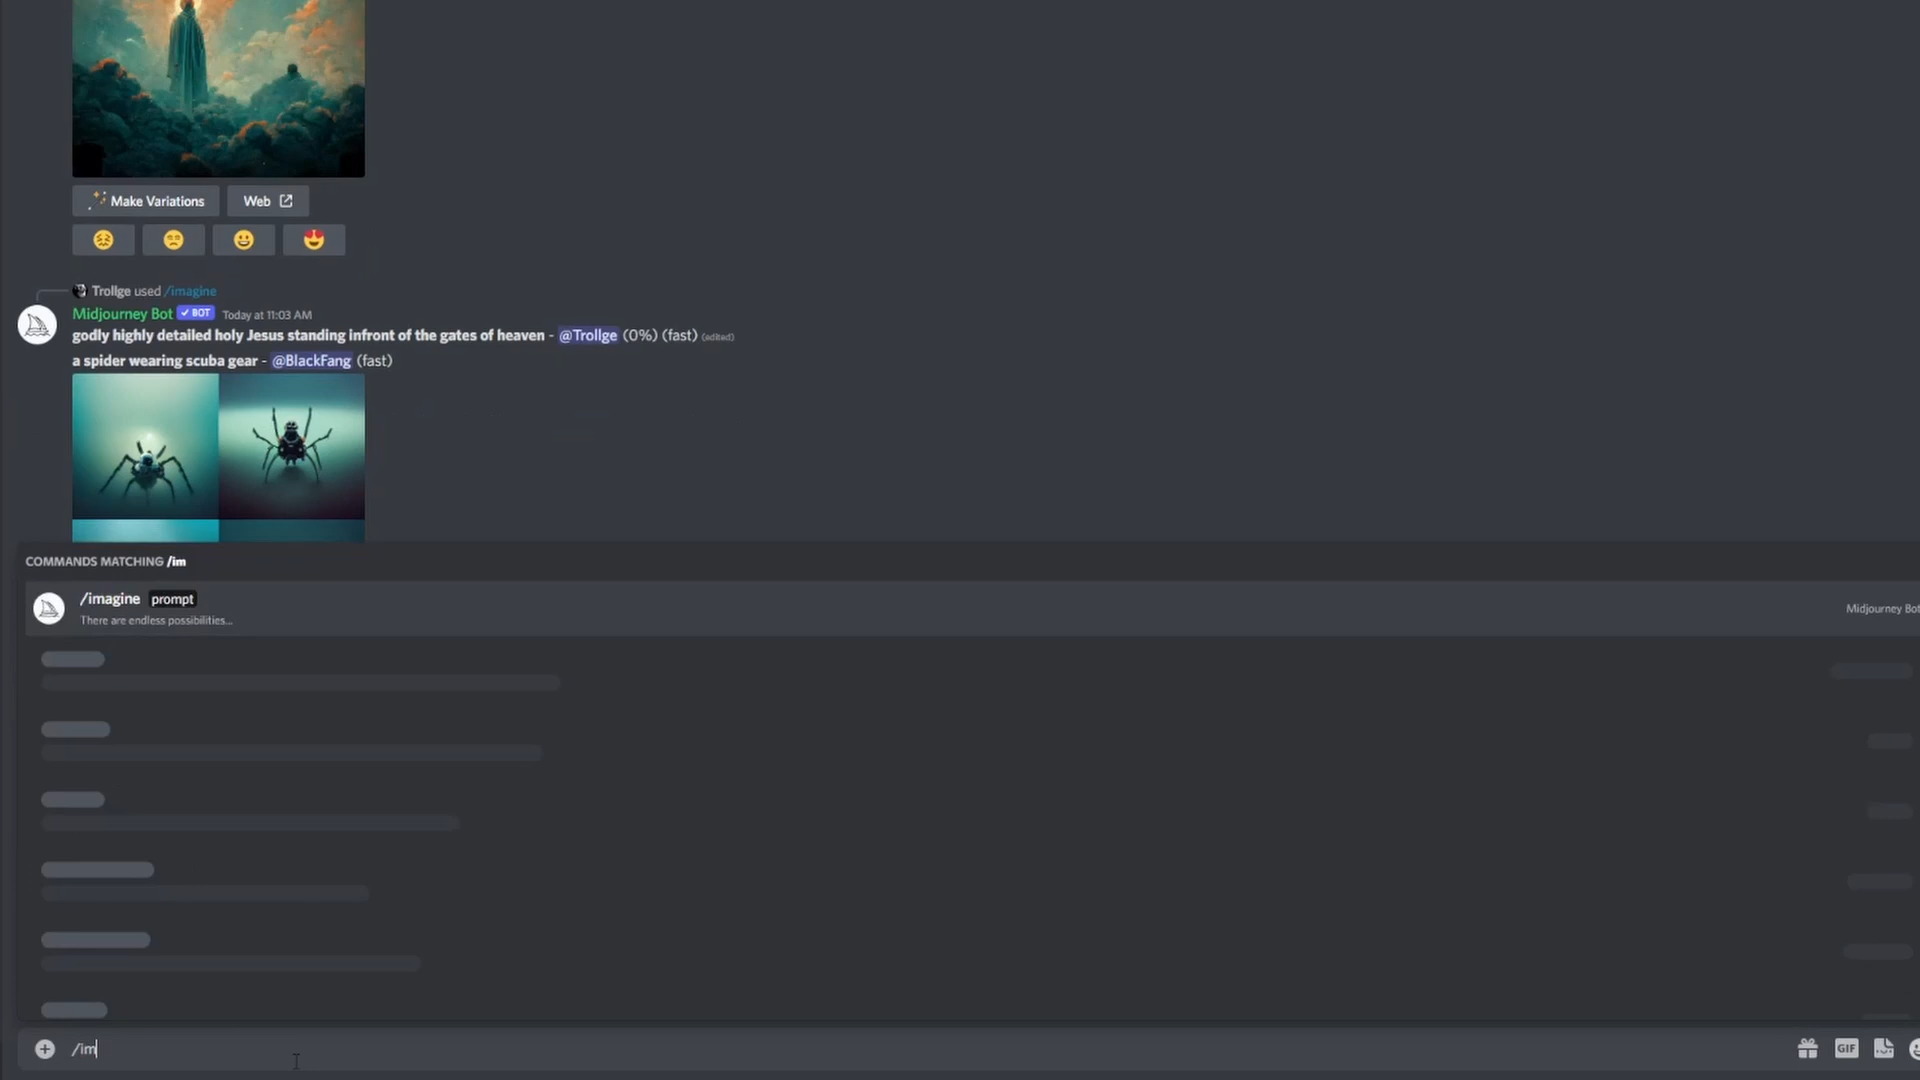 Make Variations
Web
Trollge used /imagine
Midjourney Bot ✓ BOT Today at 11:03 AM
godly highly detailed holy Jesus standing infront of the gates of heaven - @Trollge (0%) (fast) (edited)
a spider wearing scuba gear - @BlackFang (fast)
COMMANDS MATCHING /im
/imagine prompt
There are endless possibilities...
Midjourney Bot
/im
GIF